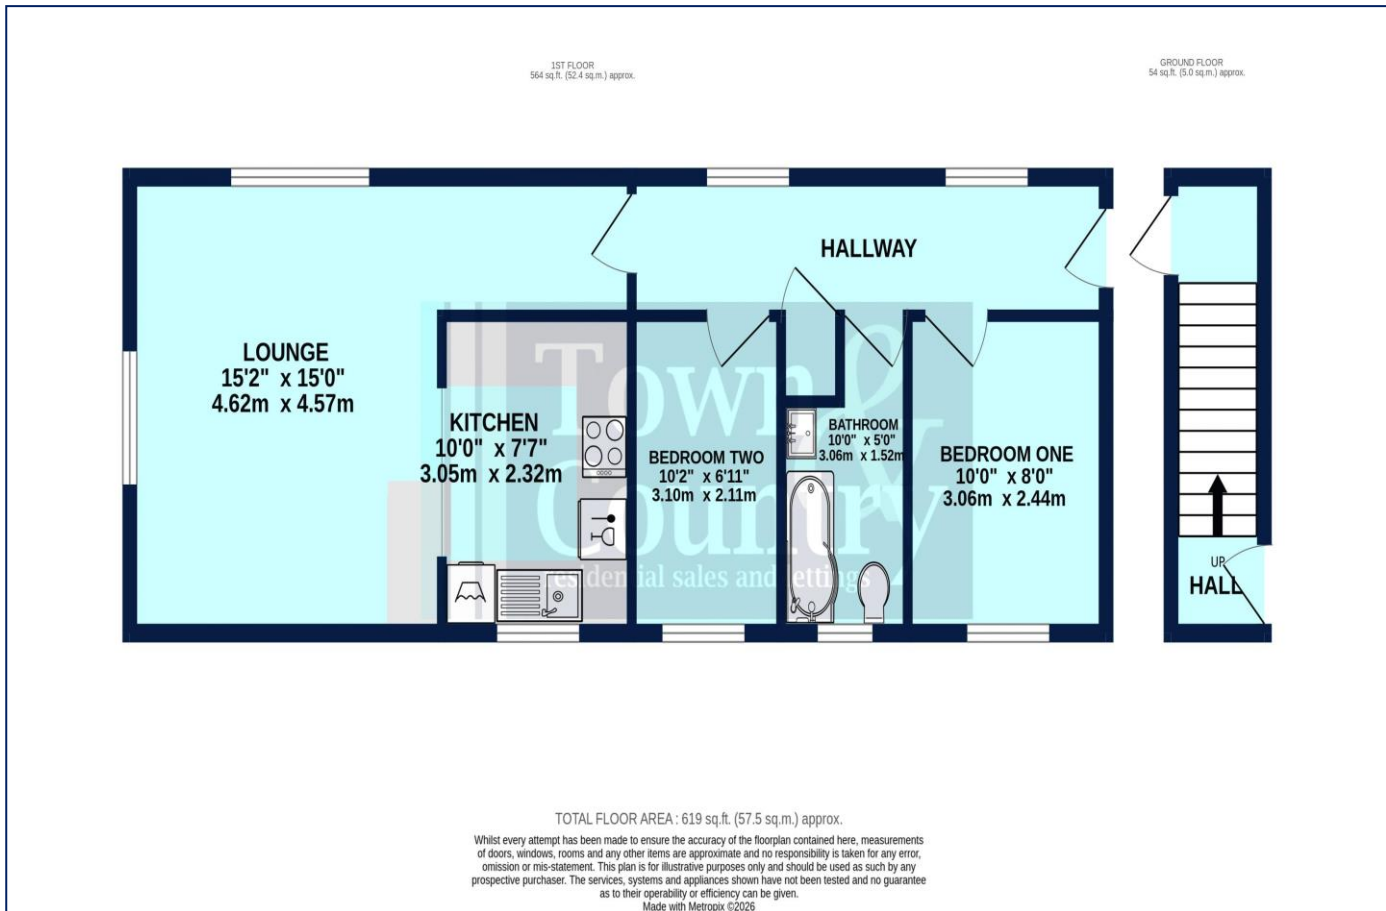 1ST FLOOR
564 sq.ft. (52.4 sq.m.) approx.
GROUND FLOOR
54 sq.ft. (5.0 sq.m.) approx.
HALLWAY
LOUNGE
15'2" x 15'0"
4.62m x 4.57m
KITCHEN
10'0" x 7'7"
3.05m x 2.32m
BEDROOM TWO
10'2" x 6'11"
3.10m x 2.11m
BATHROOM
10'0" x 5'0"
3.06m x 1.52m
BEDROOM ONE
10'0" x 8'0"
3.06m x 2.44m
UP
HALL
Town &
Country
residential sales and lettings
TOTAL FLOOR AREA : 619 sq.ft. (57.5 sq.m.) approx.
Whilst every attempt has been made to ensure the accuracy of the floorplan contained here, measurements
of doors, windows, rooms and any other items are approximate and no responsibility is taken for any error,
omission or mis-statement. This plan is for illustrative purposes only and should be used as such by any
prospective purchaser. The services, systems and appliances shown have not been tested and no guarantee
as to their operability or efficiency can be given.
Made with Metropix ©2026